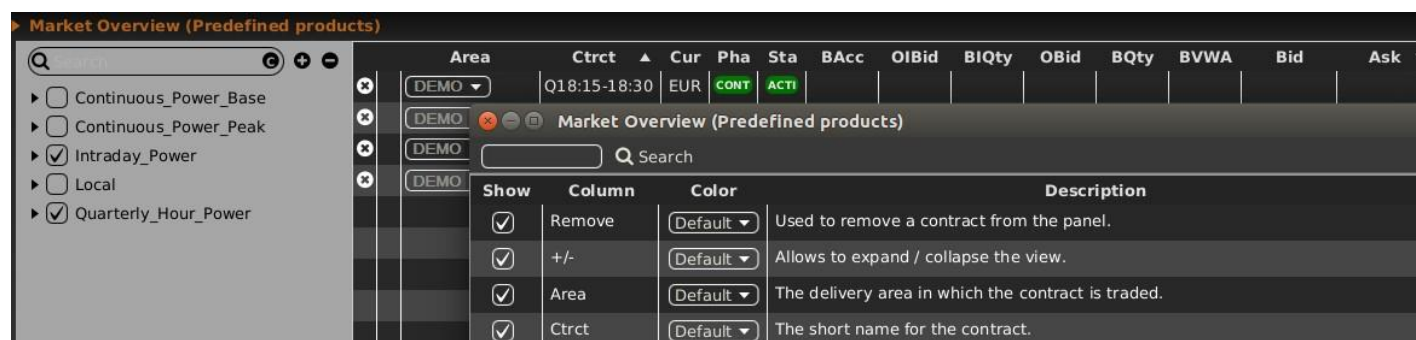 Market Overview (Predefined products)
Search
Continuous_Power_Base
Continuous_Power_Peak
Intraday_Power
Local
Quarterly_Hour_Power
Area Ctrct ▲ Cur Pha Sta BAcc OIBid BIQty OBid BQty BVWA Bid Ask
DEMO Q18:15-18:30 EUR CONT ACTI
DEMO
DEMO
DEMO
Market Overview (Predefined products)
Search
Show Column Color Description
Remove Default Used to remove a contract from the panel.
+/- Default Allows to expand / collapse the view.
Area Default The delivery area in which the contract is traded.
Ctrct Default The short name for the contract.